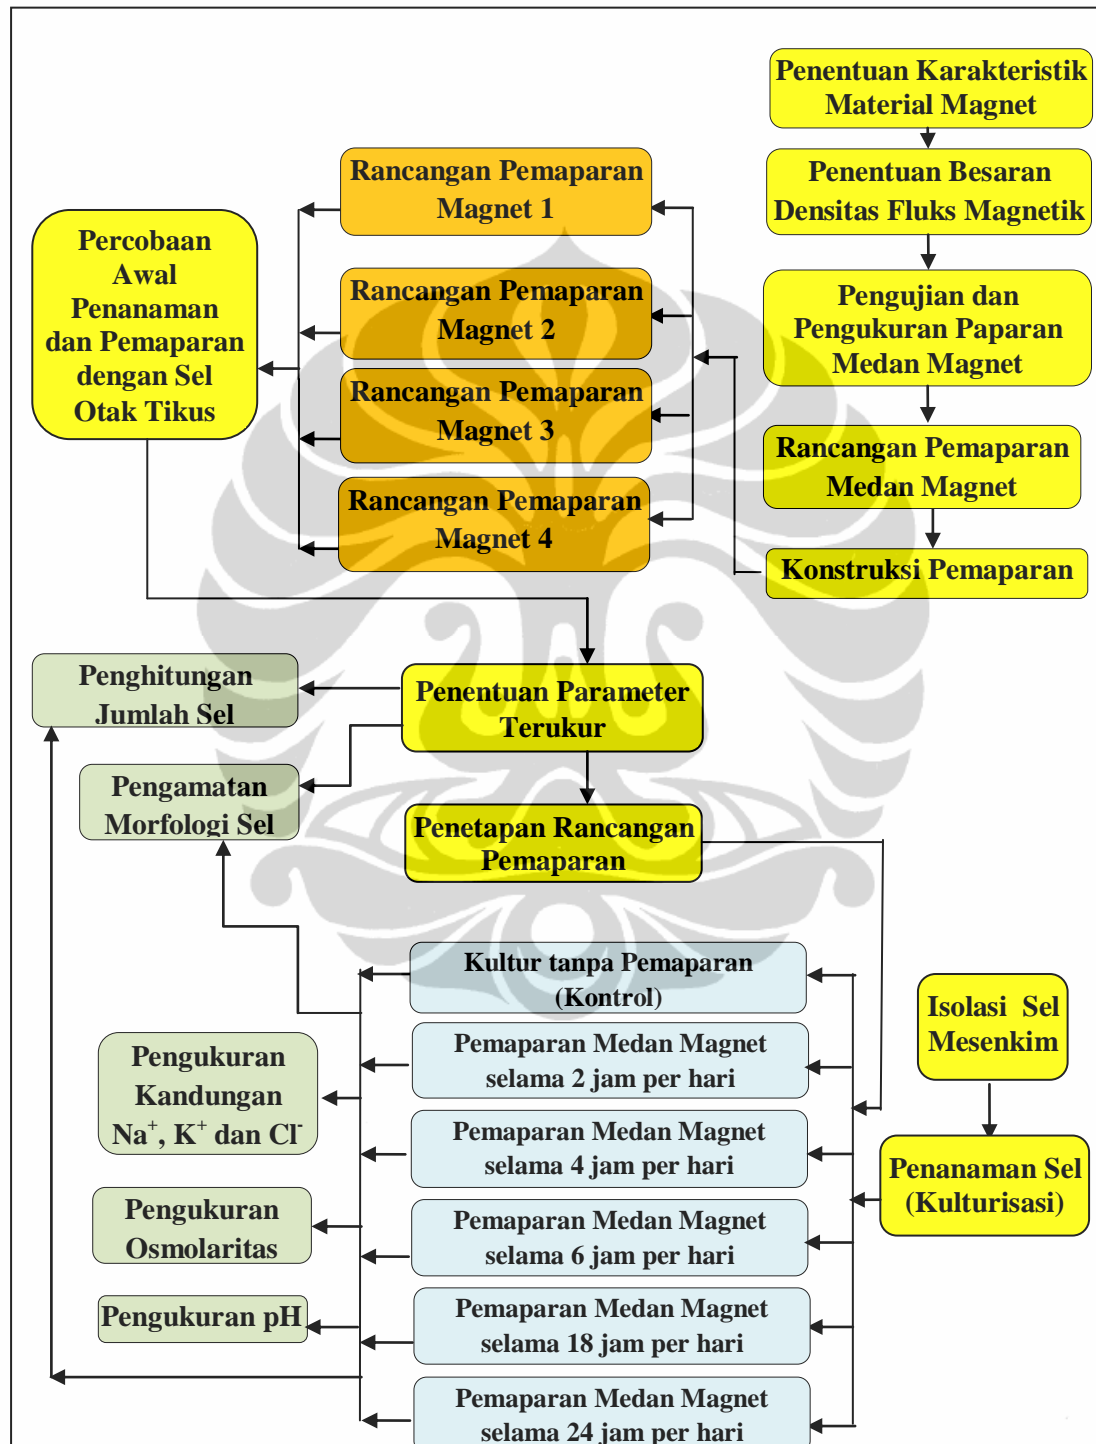 Penentuan Karakteristik
Material Magnet
Penentuan Besaran
Densitas Fluks Magnetik
Pengujian dan
Pengukuran Paparan
Medan Magnet
Rancangan Pemaparan
Medan Magnet
Konstruksi Pemaparan
Rancangan Pemaparan
Magnet 1
Rancangan Pemaparan
Magnet 2
Rancangan Pemaparan
Magnet 3
Rancangan Pemaparan
Magnet 4
Percobaan
Awal
Penanaman
dan Pemaparan
dengan Sel
Otak Tikus
Penentuan Parameter
Terukur
Penghitungan
Jumlah Sel
Pengamatan
Morfologi Sel
Penetapan Rancangan
Pemaparan
Isolasi Sel
Mesenkim
Penanaman Sel
(Kulturisasi)
Kultur tanpa Pemaparan
(Kontrol)
Pemaparan Medan Magnet
selama 2 jam per hari
Pemaparan Medan Magnet
selama 4 jam per hari
Pemaparan Medan Magnet
selama 6 jam per hari
Pemaparan Medan Magnet
selama 18 jam per hari
Pemaparan Medan Magnet
selama 24 jam per hari
Pengukuran
Kandungan
Na⁺, K⁺ dan Cl⁻
Pengukuran
Osmolaritas
Pengukuran pH